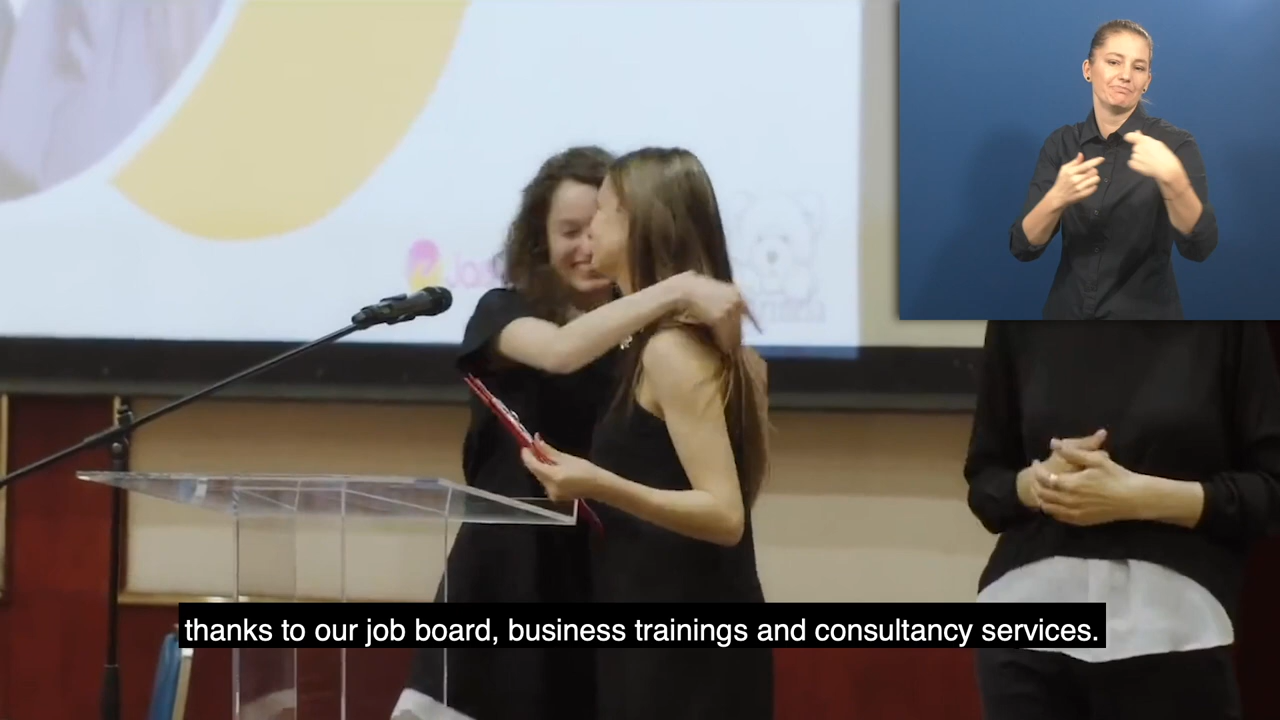 thanks to our job board, business trainings and consultancy services.